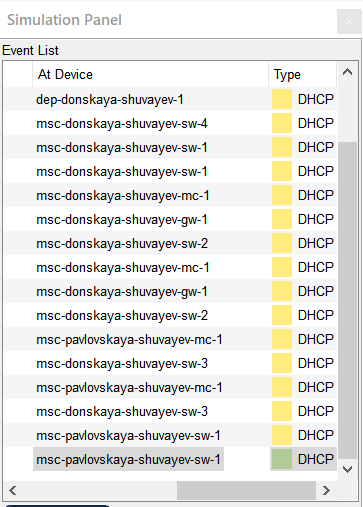 Simulation Panel
Event List
At Device Type
dep-donskaya-shuvayev-1 DHCP
msc-donskaya-shuvayev-sw-4 DHCP
msc-donskaya-shuvayev-sw-1 DHCP
msc-donskaya-shuvayev-sw-1 DHCP
msc-donskaya-shuvayev-mc-1 DHCP
msc-donskaya-shuvayev-gw-1 DHCP
msc-donskaya-shuvayev-sw-2 DHCP
msc-donskaya-shuvayev-mc-1 DHCP
msc-donskaya-shuvayev-gw-1 DHCP
msc-donskaya-shuvayev-sw-2 DHCP
msc-pavlovskaya-shuvayev-mc-1 DHCP
msc-donskaya-shuvayev-sw-3 DHCP
msc-pavlovskaya-shuvayev-mc-1 DHCP
msc-donskaya-shuvayev-sw-3 DHCP
msc-pavlovskaya-shuvayev-sw-1 DHCP
msc-pavlovskaya-shuvayev-sw-1 DHCP